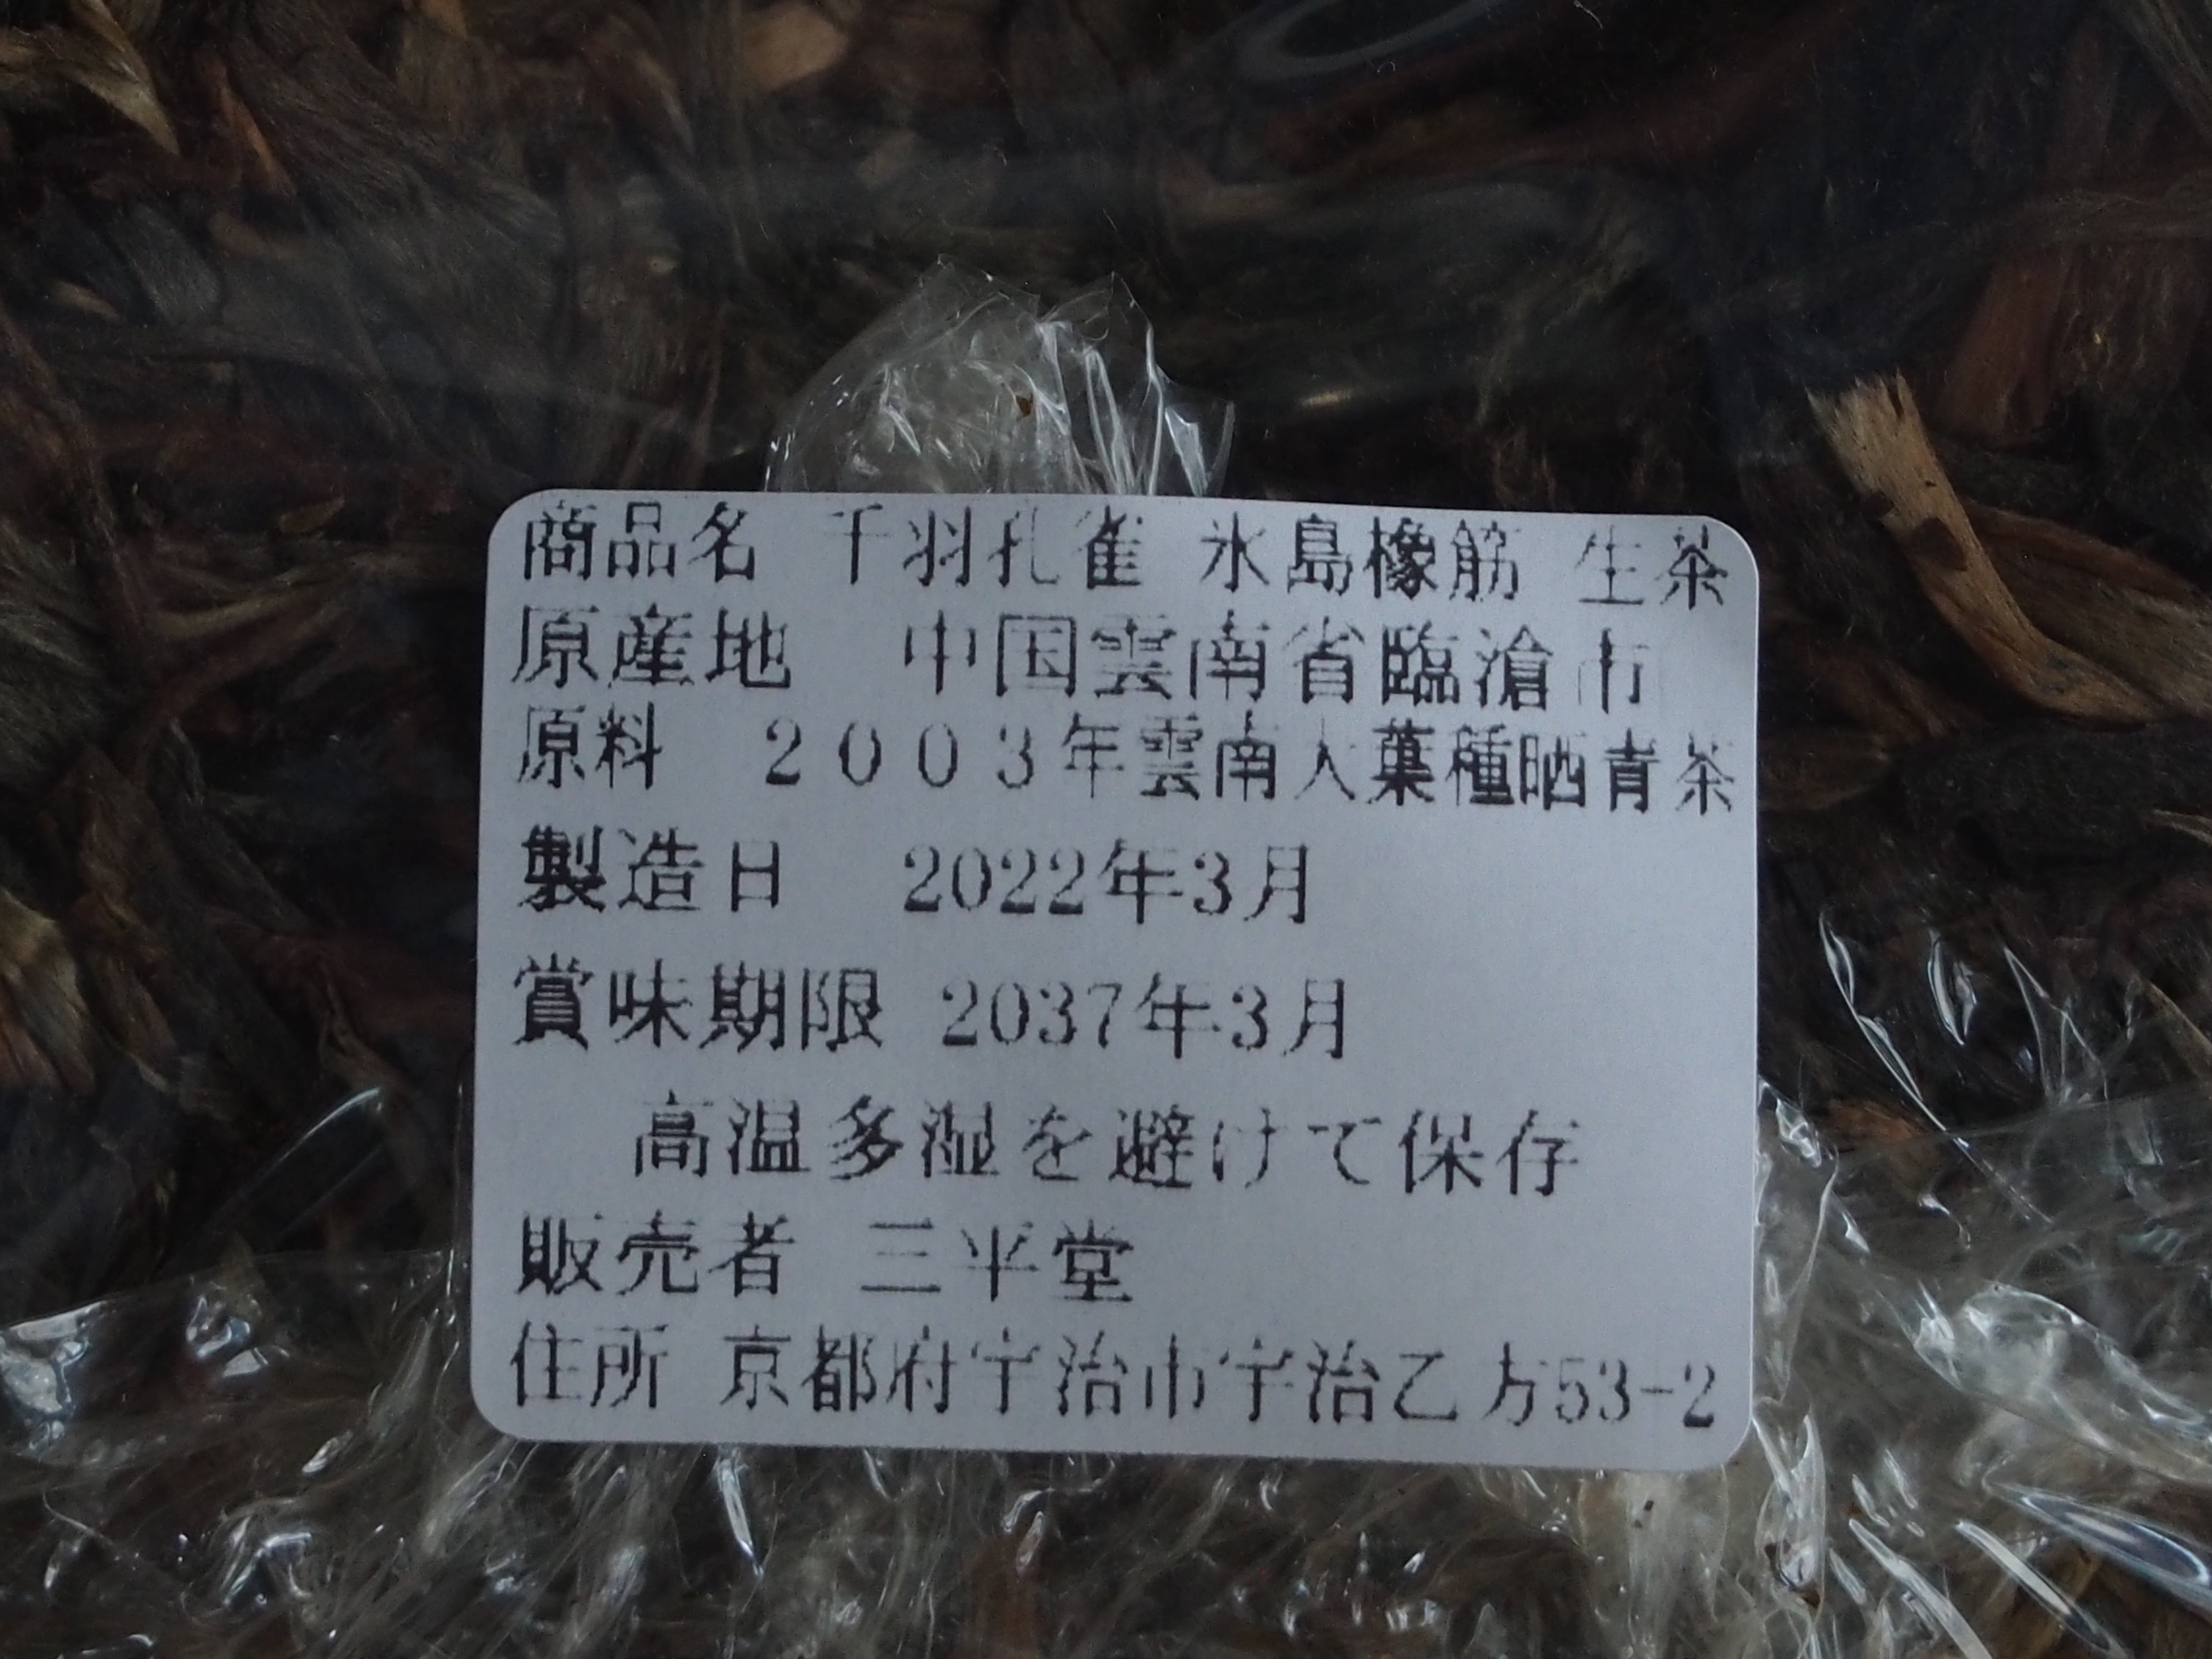 商品名 千羽孔雀 氷島橡筋 生茶
原産地 中国雲南省臨滄市
原料 2003年雲南大葉種晒青茶
製造日 2022年3月
賞味期限 2037年3月
高温多湿を避けて保存
販売者 三平堂
住所 京都府宇治市宇治乙方53-2